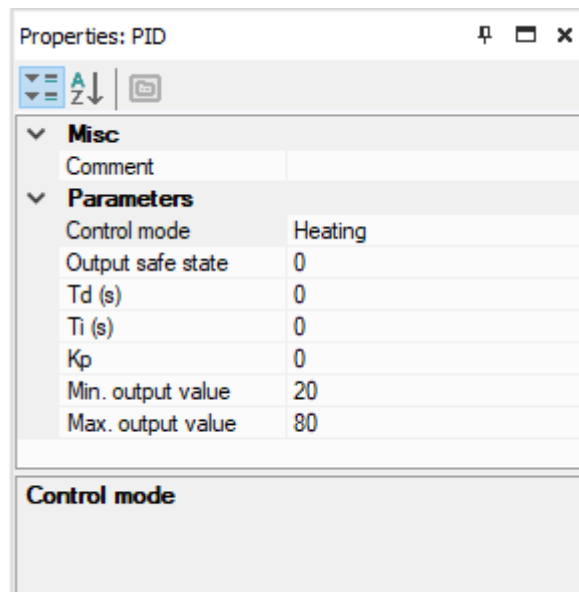 Properties: PID
A
Z
Misc
Comment
Parameters
Control mode Heating
Output safe state 0
Td (s) 0
Ti (s) 0
Kp 0
Min. output value 20
Max. output value 80
Control mode